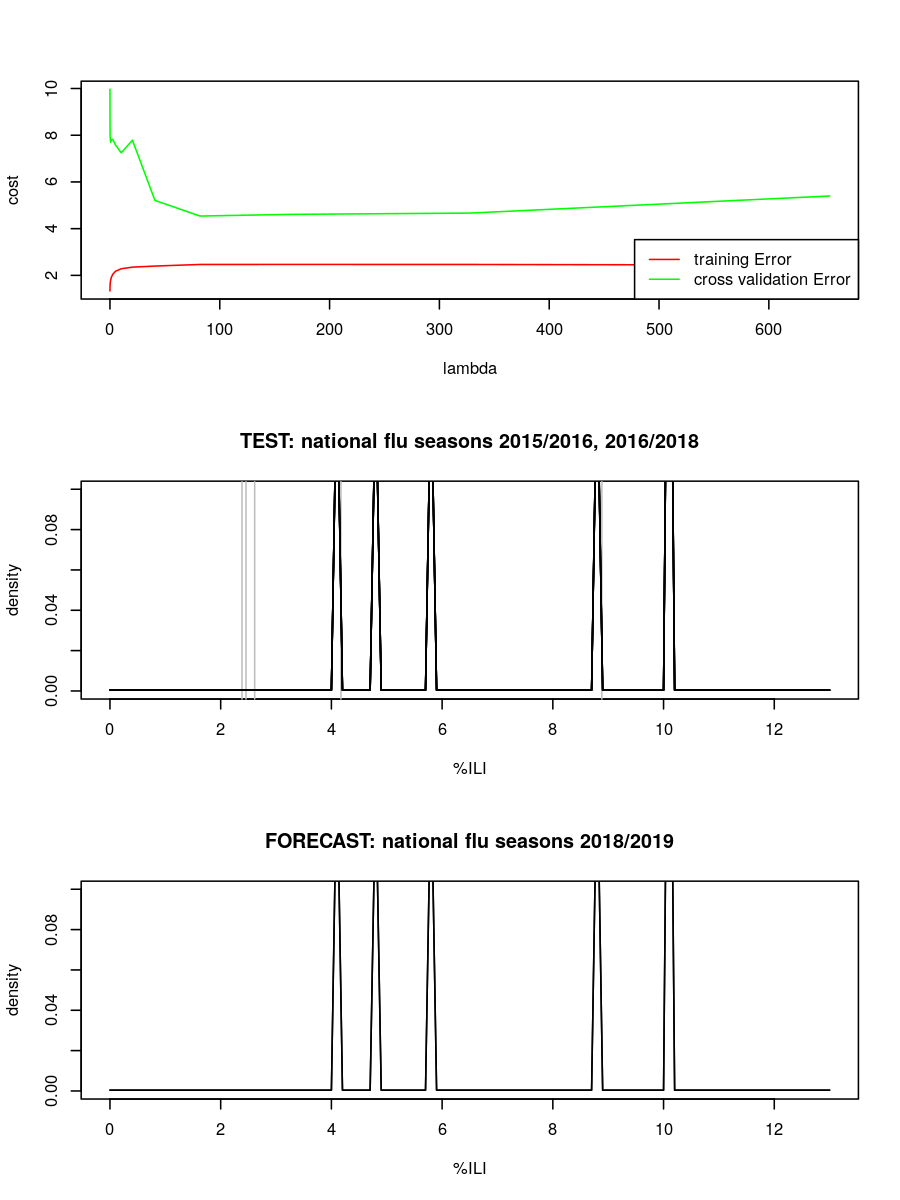 10
8
6
4
2
cost
training Error
cross validation Error
0 100 200 300 400 500 600
lambda
TEST: national flu seasons 2015/2016, 2016/2018
0.08
0.04
0.00
density
0 2 4 6 8 10 12
%ILI
FORECAST: national flu seasons 2018/2019
0.08
0.04
0.00
density
0 2 4 6 8 10 12
%ILI